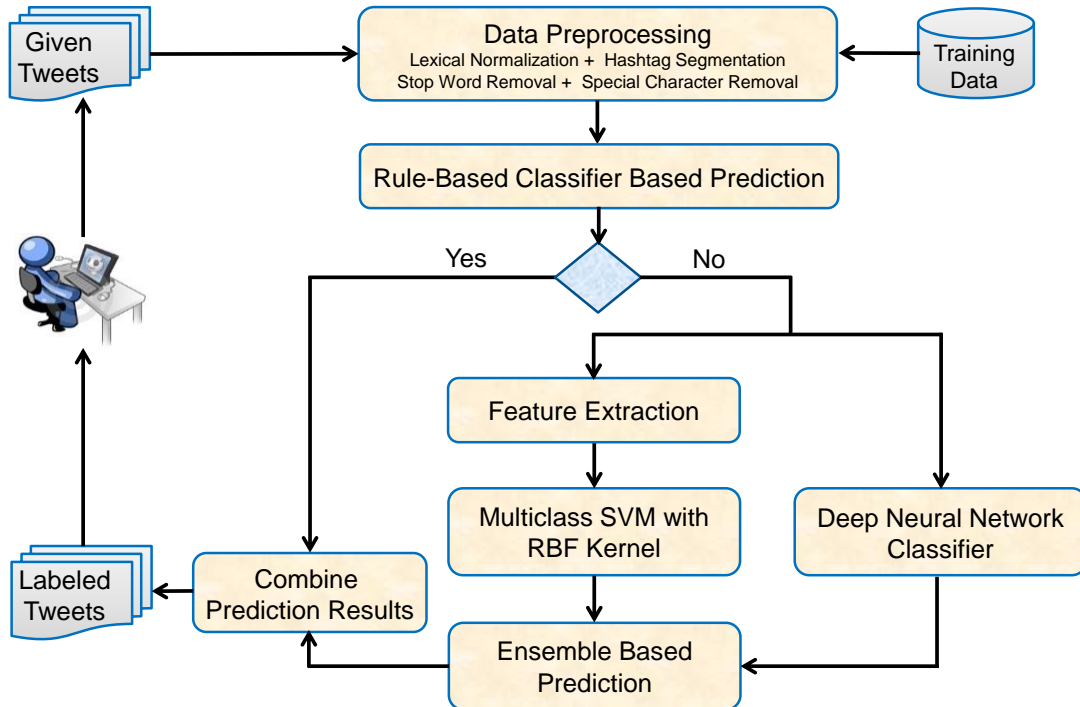 Given
Tweets
Data Preprocessing
Lexical Normalization + Hashtag Segmentation
Stop Word Removal + Special Character Removal
Training
Data
Rule-Based Classifier Based Prediction
Yes
No
Feature Extraction
Multiclass SVM with
RBF Kernel
Deep Neural Network
Classifier
Labeled
Tweets
Combine
Prediction Results
Ensemble Based
Prediction